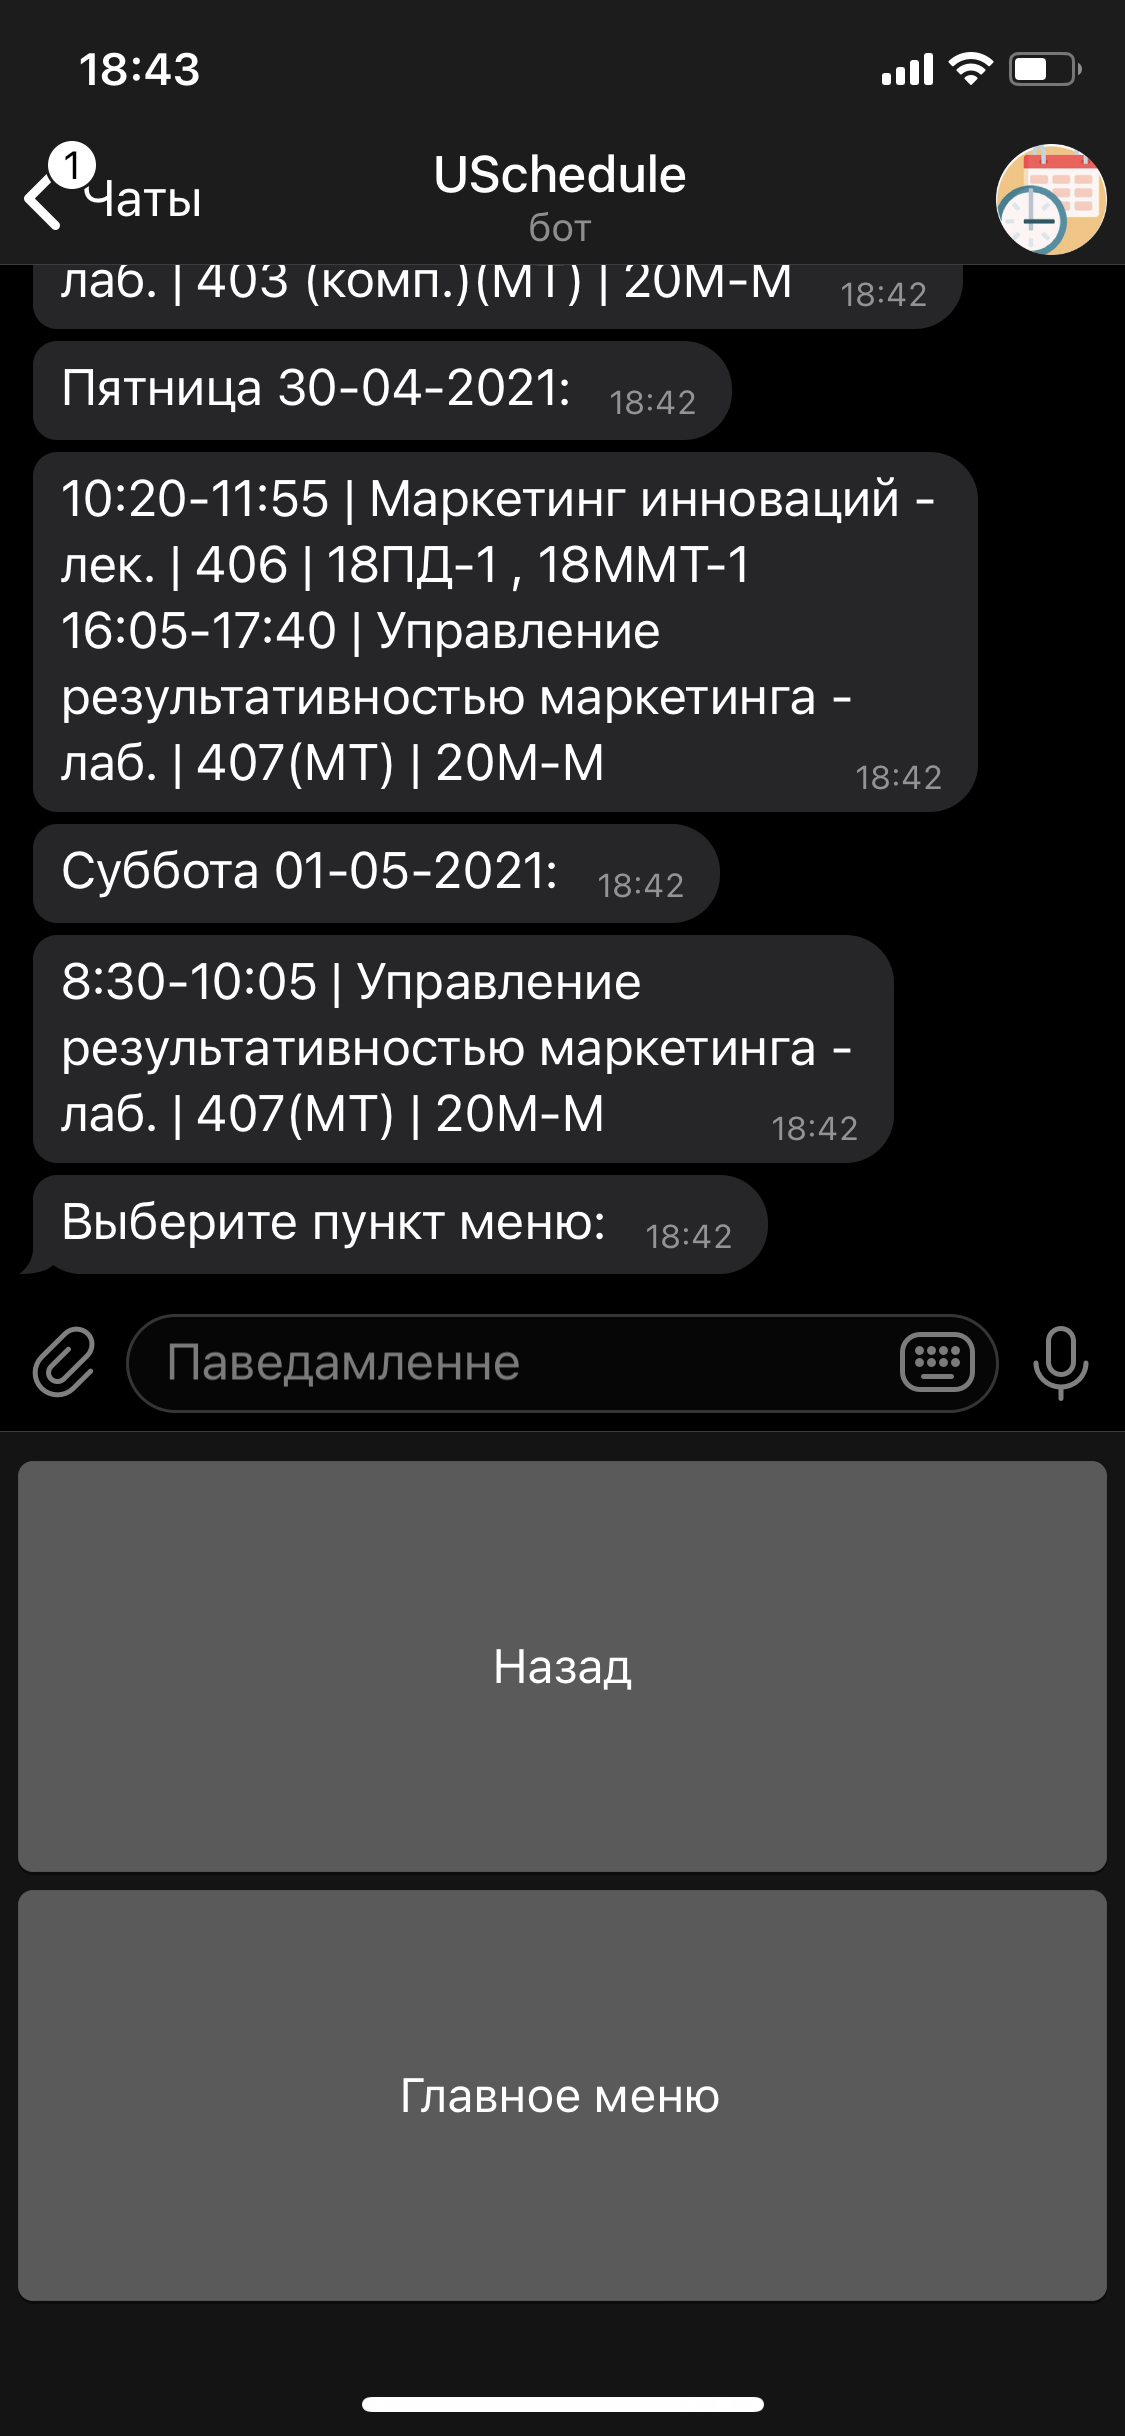 18:43
1
Чаты
USchedule
бот
лаб. | 403 (комп.)(МТ) | 20М-М 18:42
Пятница 30-04-2021: 18:42
10:20-11:55 | Маркетинг инноваций -
лек. | 406 | 18ПД-1 , 18ММТ-1
16:05-17:40 | Управление
результативностью маркетинга -
лаб. | 407(МТ) | 20М-М 18:42
Суббота 01-05-2021: 18:42
8:30-10:05 | Управление
результативностью маркетинга -
лаб. | 407(МТ) | 20М-М 18:42
Выберите пункт меню: 18:42
Паведамленне
Назад
Главное меню